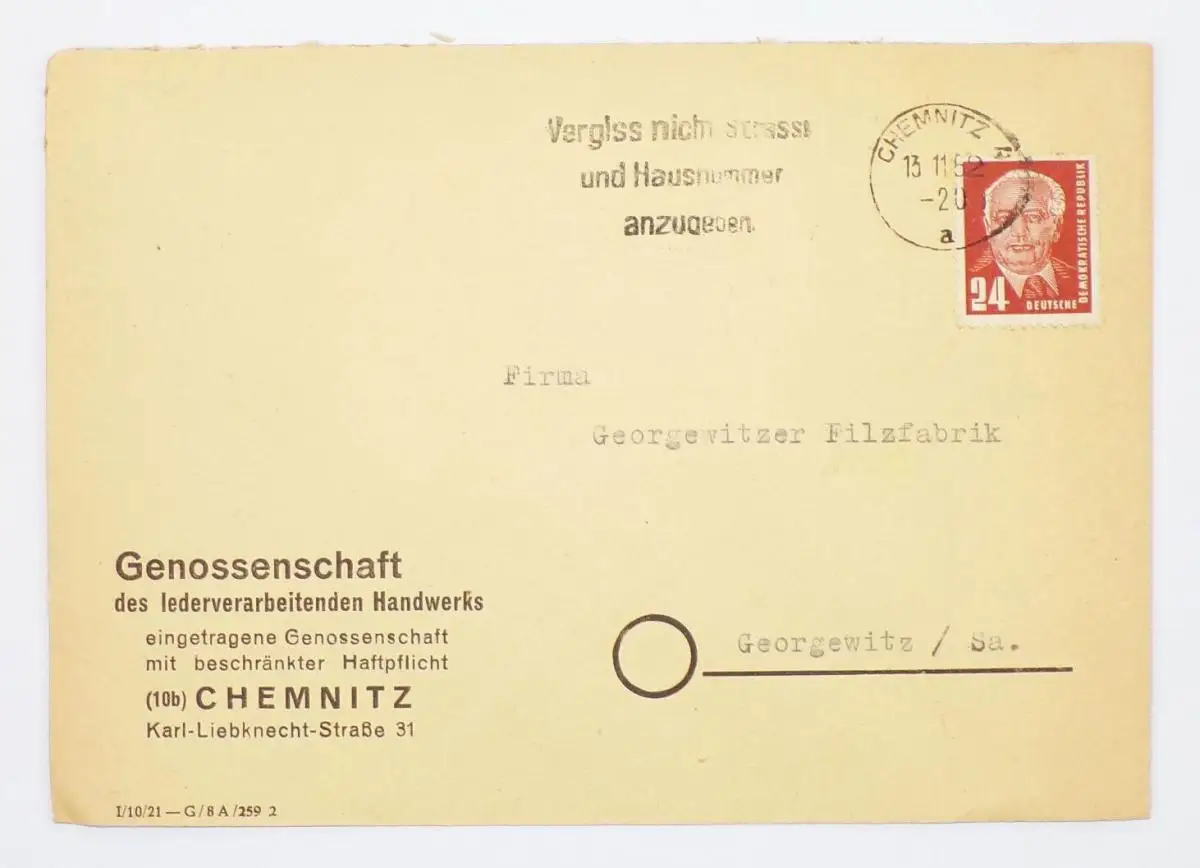 Vergiss nicht Strasse
und Hausnummer
anzugeben.
CHEMNITZ
13 11 52
-20
a
24
DEUTSCHE
DEMOKRATISCHE REPUBLIK
Firma
Georgewitzer Filzfabrik
Genossenschaft
des lederverarbeitenden Handwerks
eingetragene Genossenschaft
mit beschränkter Haftpflicht
(10b) CHEMNITZ
Karl-Liebknecht-Straße 31
Georgewitz / Sa.
I/10/21 — G/8 A/259 2